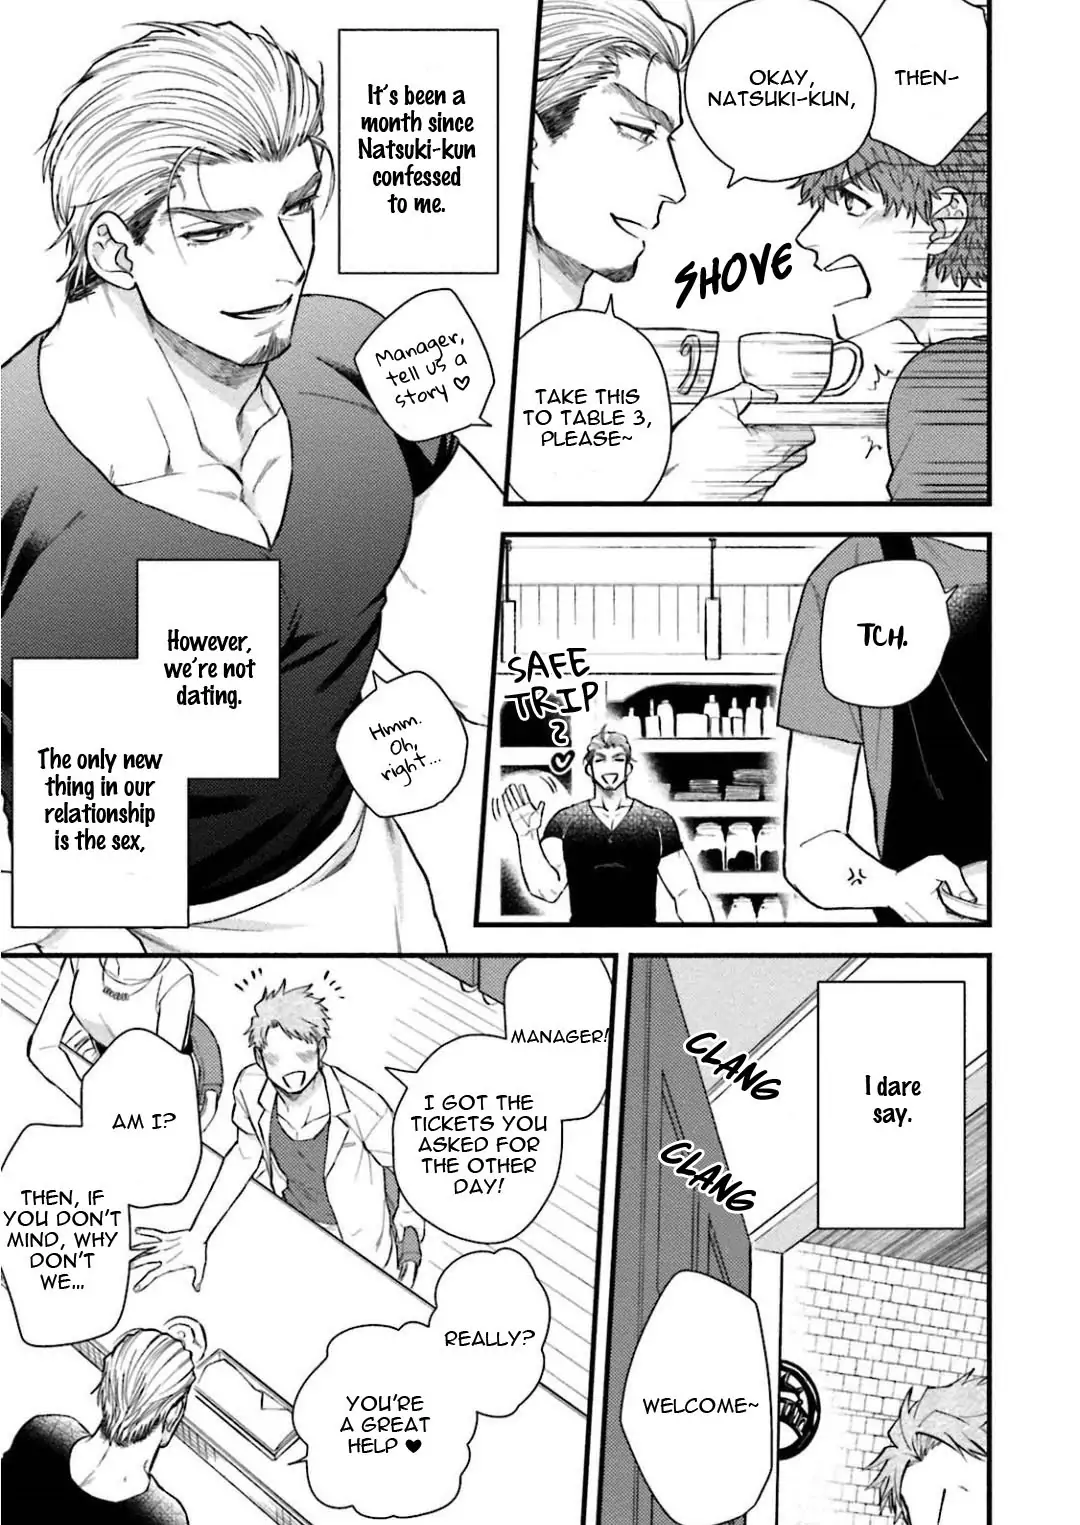 THEN-
OKAY,
NATSUKI-KUN,
SHOVE
TAKE THIS
TO TABLE 3,
PLEASE~
It's been a
month since
Natsuki-kun
confessed
to me.
Manager,
tell us a
story ♥
TCH.
SAFE
TRIP
However,
we're not
dating.
Hmm.
Oh,
right...
The only new
thing in our
relationship
is the sex,
I dare
say.
CLANG
CLANG
WELCOME~
MANAGER!
I GOT THE
TICKETS YOU
ASKED FOR
THE OTHER
DAY!
REALLY?
YOU'RE
A GREAT
HELP ♥
AM I?
THEN, IF
YOU DON'T
MIND, WHY
DON'T
WE...